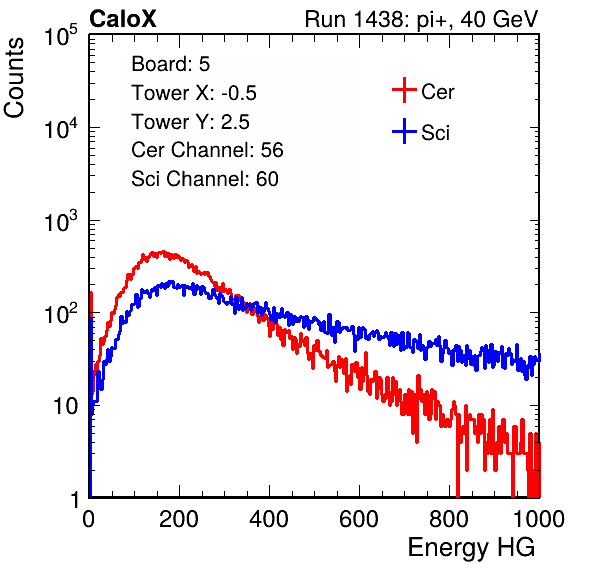 CaloX Run 1438: pi+, 40 GeV
Counts
10^5
10^4
10^3
10^2
10
1
Board: 5
Tower X: -0.5
Tower Y: 2.5
Cer Channel: 56
Sci Channel: 60
Cer
Sci
0 200 400 600 800 1000
Energy HG